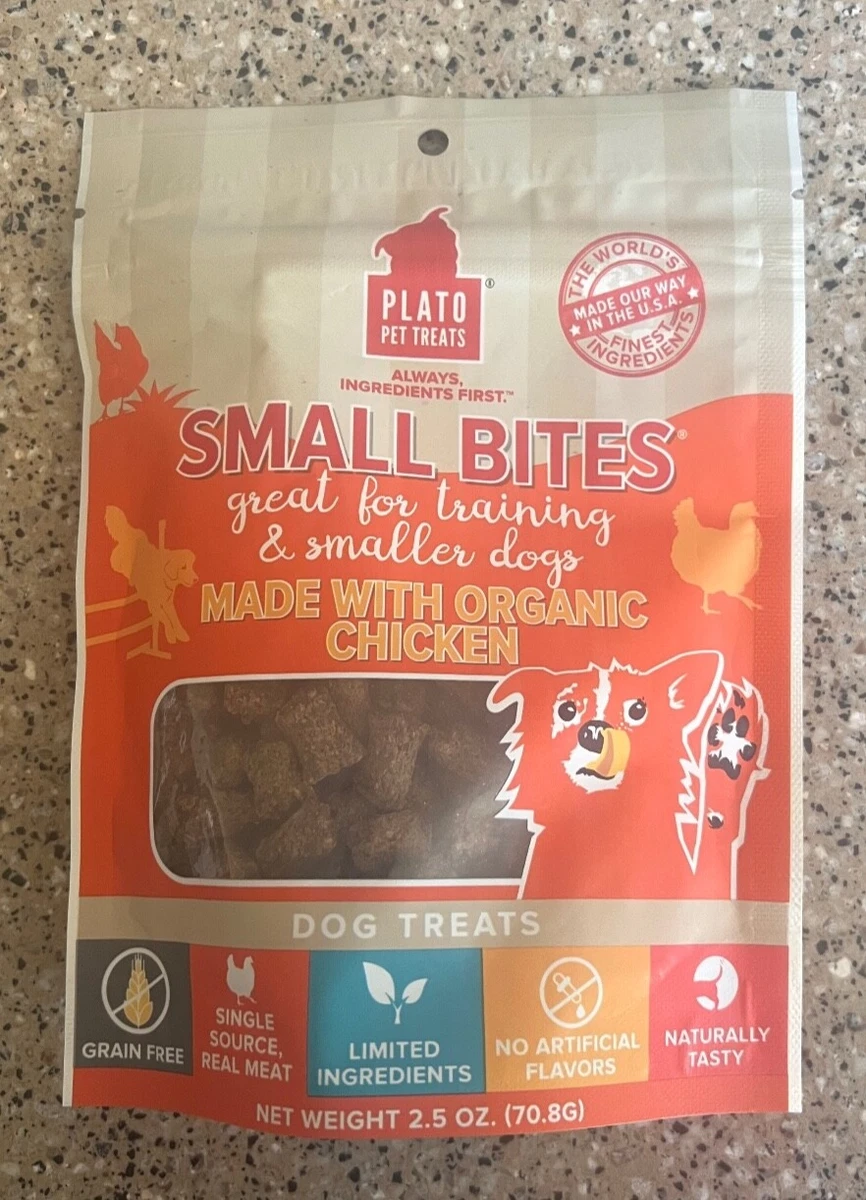 PLATO
PET TREATS
®
ALWAYS,
INGREDIENTS FIRST.™
THE WORLD'S
MADE OUR WAY
★ IN THE U.S.A. ★
FINEST
INGREDIENTS
SMALL BITES®
great for training
& smaller dogs
MADE WITH ORGANIC
CHICKEN
DOG TREATS
GRAIN FREE
SINGLE
SOURCE,
REAL MEAT
LIMITED
INGREDIENTS
NO ARTIFICIAL
FLAVORS
NATURALLY
TASTY
NET WEIGHT 2.5 OZ. (70.8G)